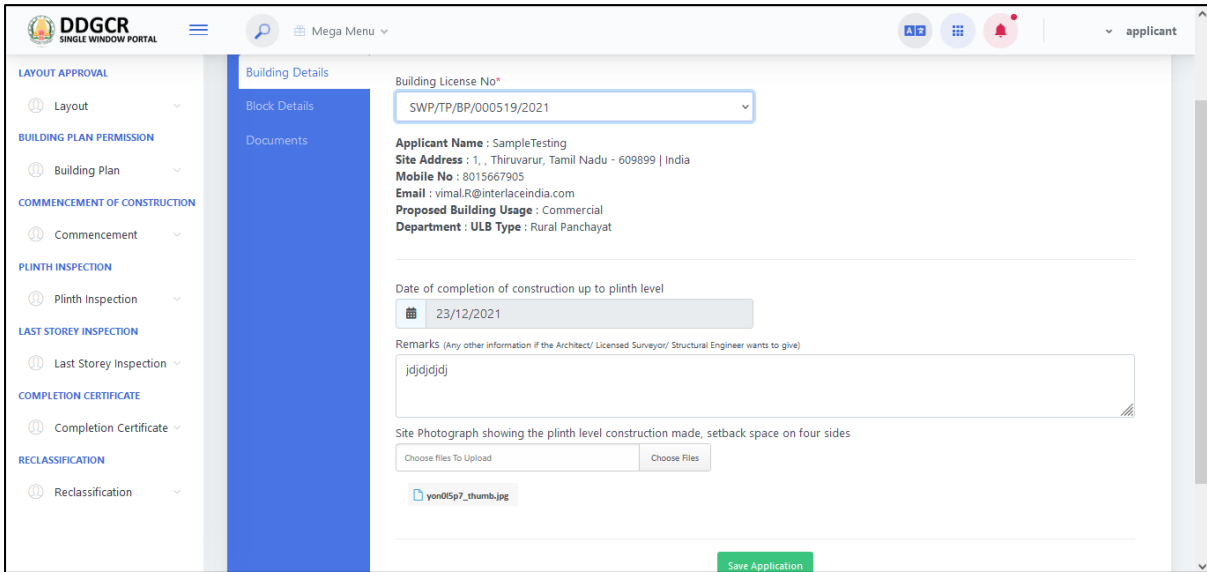 DDGCR
SINGLE WINDOW PORTAL
Mega Menu
applicant
LAYOUT APPROVAL
Layout
BUILDING PLAN PERMISSION
Building Plan
COMMENCEMENT OF CONSTRUCTION
Commencement
PLINTH INSPECTION
Plinth Inspection
LAST STOREY INSPECTION
Last Storey Inspection
COMPLETION CERTIFICATE
Completion Certificate
RECLASSIFICATION
Reclassification
Building Details
Block Details
Documents
Building License No*
SWP/TP/BP/000519/2021
Applicant Name : SampleTesting
Site Address : 1, , Thiruvarur, Tamil Nadu - 609899 | India
Mobile No : 8015667905
Email : vimal.R@interlaceindia.com
Proposed Building Usage : Commercial
Department : ULB Type : Rural Panchayat
Date of completion of construction up to plinth level
23/12/2021
Remarks (Any other information if the Architect/ Licensed Surveyor/ Structural Engineer wants to give)
jdjdjdjdj
Site Photograph showing the plinth level construction made, setback space on four sides
Choose files To Upload
Choose Files
yon0l5p7_thumb.jpg
Save Application